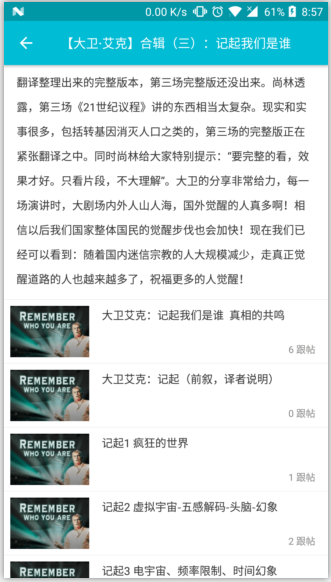 0.00 K/s 61% 8:57
【大卫·艾克】合辑（三）：记起我们是谁
翻译整理出来的完整版本，第三场完整版还没出来。尚林透
露，第三场《21世纪议程》讲的东西相当太复杂。现实和实
事很多，包括转基因消灭人口之类的，第三场的完整版正在
紧张翻译之中。同时尚林给大家特别提示：“要完整的看，效
果才好。只看片段，不大理解”。大卫的分享非常给力，每一
场演讲时，大剧场内外人山人海，国外觉醒的人真多啊！相
信以后我们国家整体国民的觉醒步伐也会加快！现在我们已
经可以看到：随着国内迷信宗教的人大规模减少，走真正觉
醒道路的人也越来越多了，祝福更多的人觉醒！
REMEMBER
WHO YOU ARE
大卫艾克：记起我们是谁 真相的共鸣
6 跟帖
REMEMBER
WHO YOU ARE
大卫艾克：记起（前叙，译者说明）
0 跟帖
REMEMBER
WHO YOU ARE
记起1 疯狂的世界
1 跟帖
REMEMBER
WHO YOU ARE
记起2 虚拟宇宙-五感解码-头脑-幻象
2 跟帖
REMEMBER
记起3 电宇宙、频率限制、时间幻象